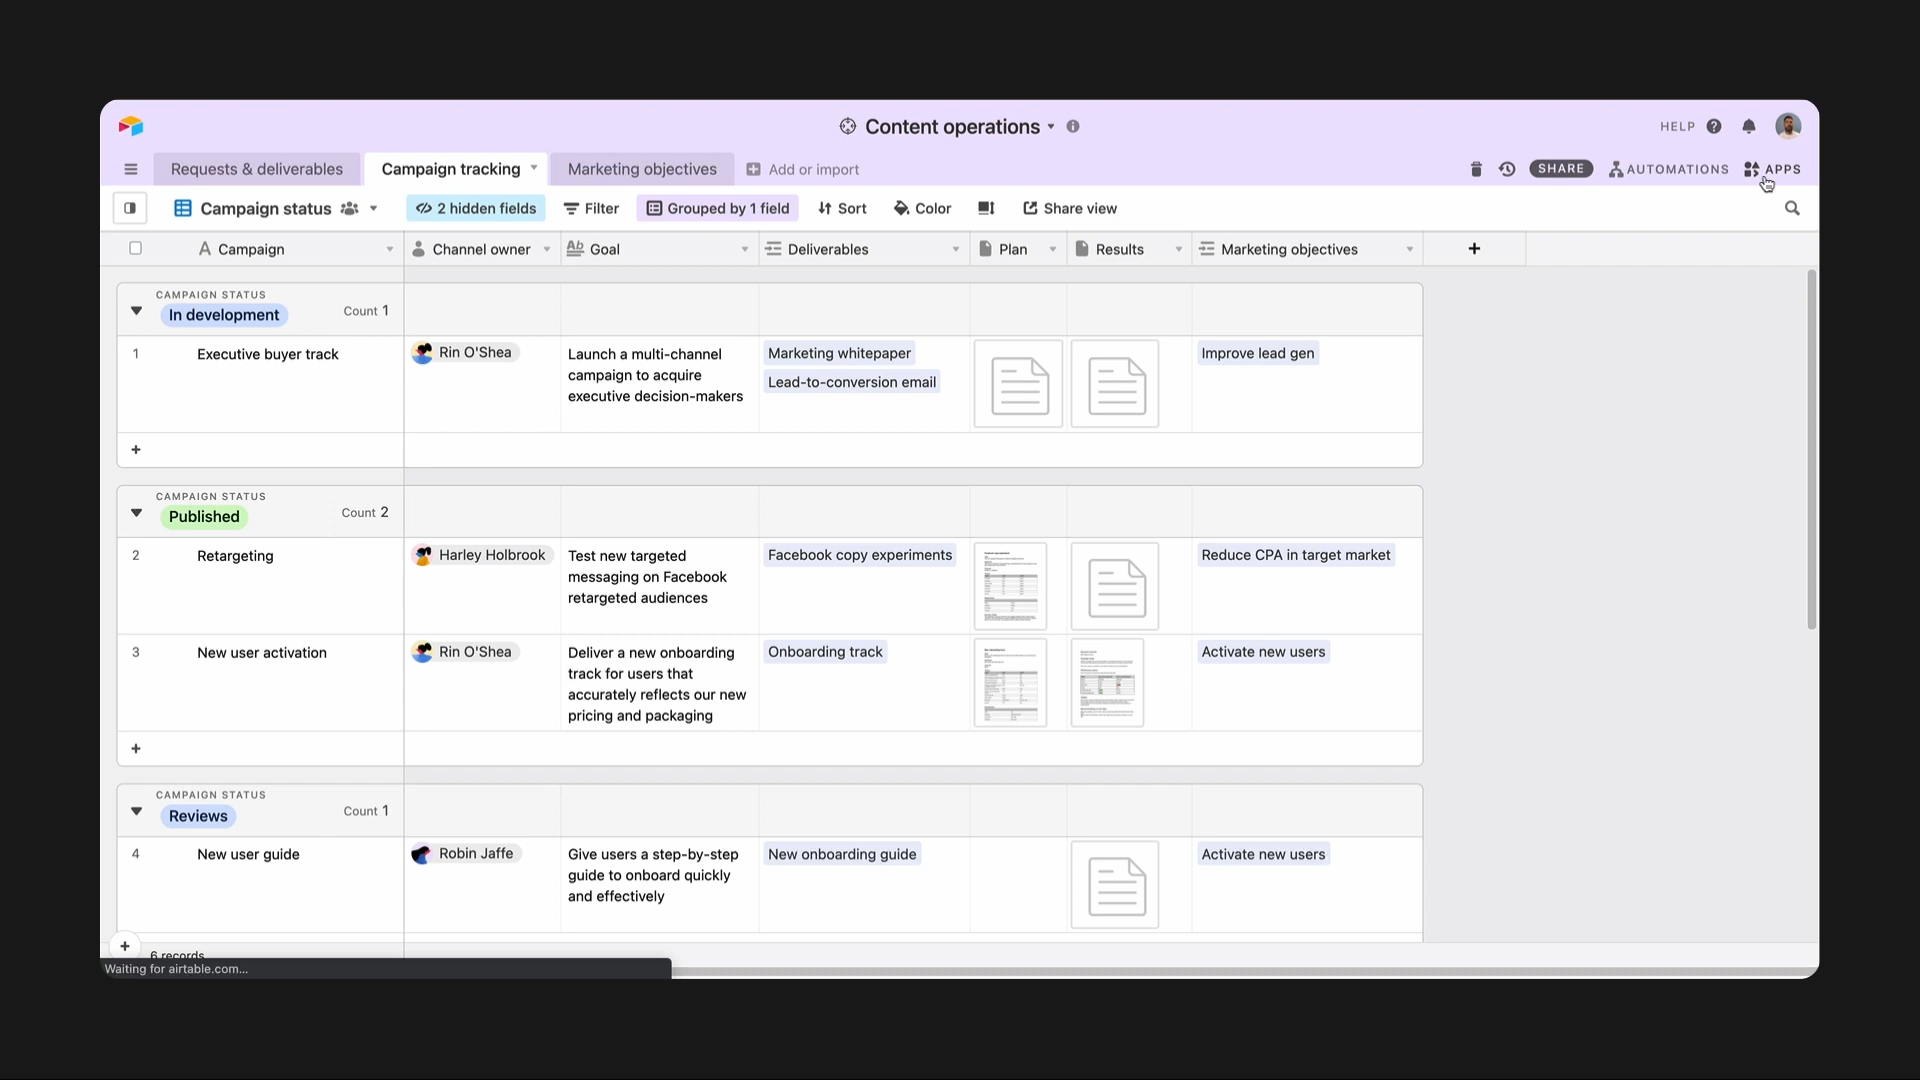 Content operations
HELP
Requests & deliverables
Campaign tracking
Marketing objectives
Add or import
SHARE
AUTOMATIONS
APPS
Campaign status
2 hidden fields
Filter
Grouped by 1 field
Sort
Color
Share view
Campaign
Channel owner
Goal
Deliverables
Plan
Results
Marketing objectives
CAMPAIGN STATUS
In development
Count 1
1
Executive buyer track
Rin O'Shea
Launch a multi-channel
campaign to acquire
executive decision-makers
Marketing whitepaper
Lead-to-conversion email
Improve lead gen
CAMPAIGN STATUS
Published
Count 2
2
Retargeting
Harley Holbrook
Test new targeted
messaging on Facebook
retargeted audiences
Facebook copy experiments
Reduce CPA in target market
3
New user activation
Rin O'Shea
Deliver a new onboarding
track for users that
accurately reflects our new
pricing and packaging
Onboarding track
Activate new users
CAMPAIGN STATUS
Reviews
Count 1
4
New user guide
Robin Jaffe
Give users a step-by-step
guide to onboard quickly
and effectively
New onboarding guide
Activate new users
6 records
Waiting for airtable.com...